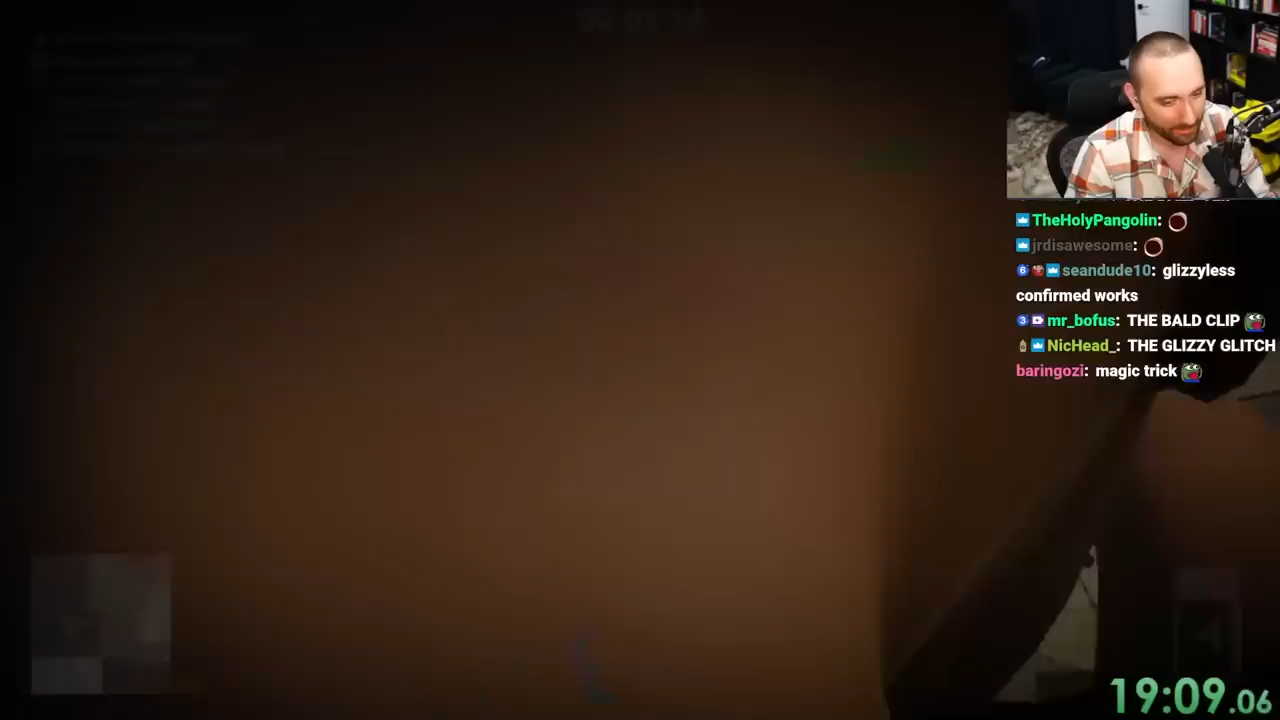 TheHolyPangolin:
jrdisawesome:
seandude10: glizzyless
confirmed works
mr_bofus: THE BALD CLIP
NicHead_: THE GLIZZY GLITCH
baringozi: magic trick
19:09.06